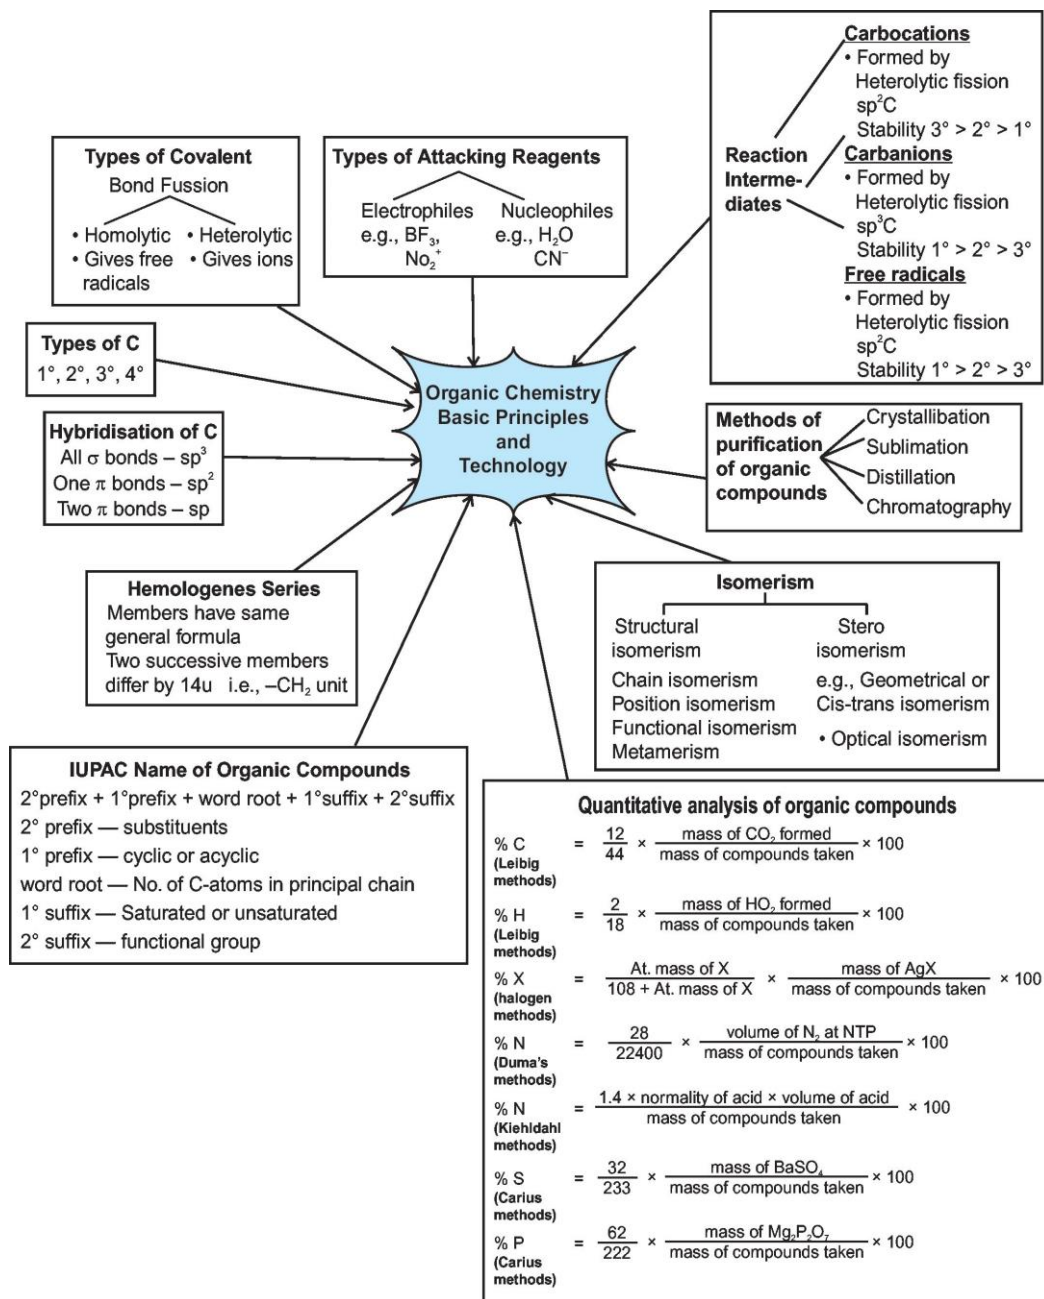 Types of Covalent
Bond Fussion
• Homolytic • Heterolytic
• Gives free • Gives ions
radicals
Types of Attacking Reagents
Electrophiles Nucleophiles
e.g., BF₃, e.g., H₂O
No₂⁺ CN⁻
Reaction
Interme-
diates
Carbocations
• Formed by
Heterolytic fission
sp²C
Stability 3° > 2° > 1°
Carbanions
• Formed by
Heterolytic fission
sp³C
Stability 1° > 2° > 3°
Free radicals
• Formed by
Heterolytic fission
sp²C
Stability 1° > 2° > 3°
Types of C
1°, 2°, 3°, 4°
Organic Chemistry
Basic Principles
and
Technology
Hybridisation of C
All σ bonds – sp³
One π bonds – sp²
Two π bonds – sp
Methods of
purification
of organic
compounds
Crystallibation
Sublimation
Distillation
Chromatography
Hemologenes Series
Members have same
general formula
Two successive members
differ by 14u i.e., –CH₂ unit
Isomerism
Structural
isomerism
Chain isomerism
Position isomerism
Functional isomerism
Metamerism
Stero
isomerism
e.g., Geometrical or
Cis-trans isomerism
• Optical isomerism
IUPAC Name of Organic Compounds
2°prefix + 1°prefix + word root + 1°suffix + 2°suffix
2° prefix — substituents
1° prefix — cyclic or acyclic
word root — No. of C-atoms in principal chain
1° suffix — Saturated or unsaturated
2° suffix — functional group
Quantitative analysis of organic compounds
% C = 12/44 × mass of CO₂ formed/mass of compounds taken × 100
(Leibig
methods)
% H = 2/18 × mass of HO₂ formed/mass of compounds taken × 100
(Leibig
methods)
% X = At. mass of X/108 + At. mass of X × mass of AgX/mass of compounds taken × 100
(halogen
methods)
% N = 28/22400 × volume of N₂ at NTP/mass of compounds taken × 100
(Duma's
methods)
% N = 1.4 × normality of acid × volume of acid/mass of compounds taken × 100
(Kiehldahl
methods)
% S = 32/233 × mass of BaSO₄/mass of compounds taken × 100
(Carius
methods)
% P = 62/222 × mass of Mg₂P₂O₇/mass of compounds taken × 100
(Carius
methods)